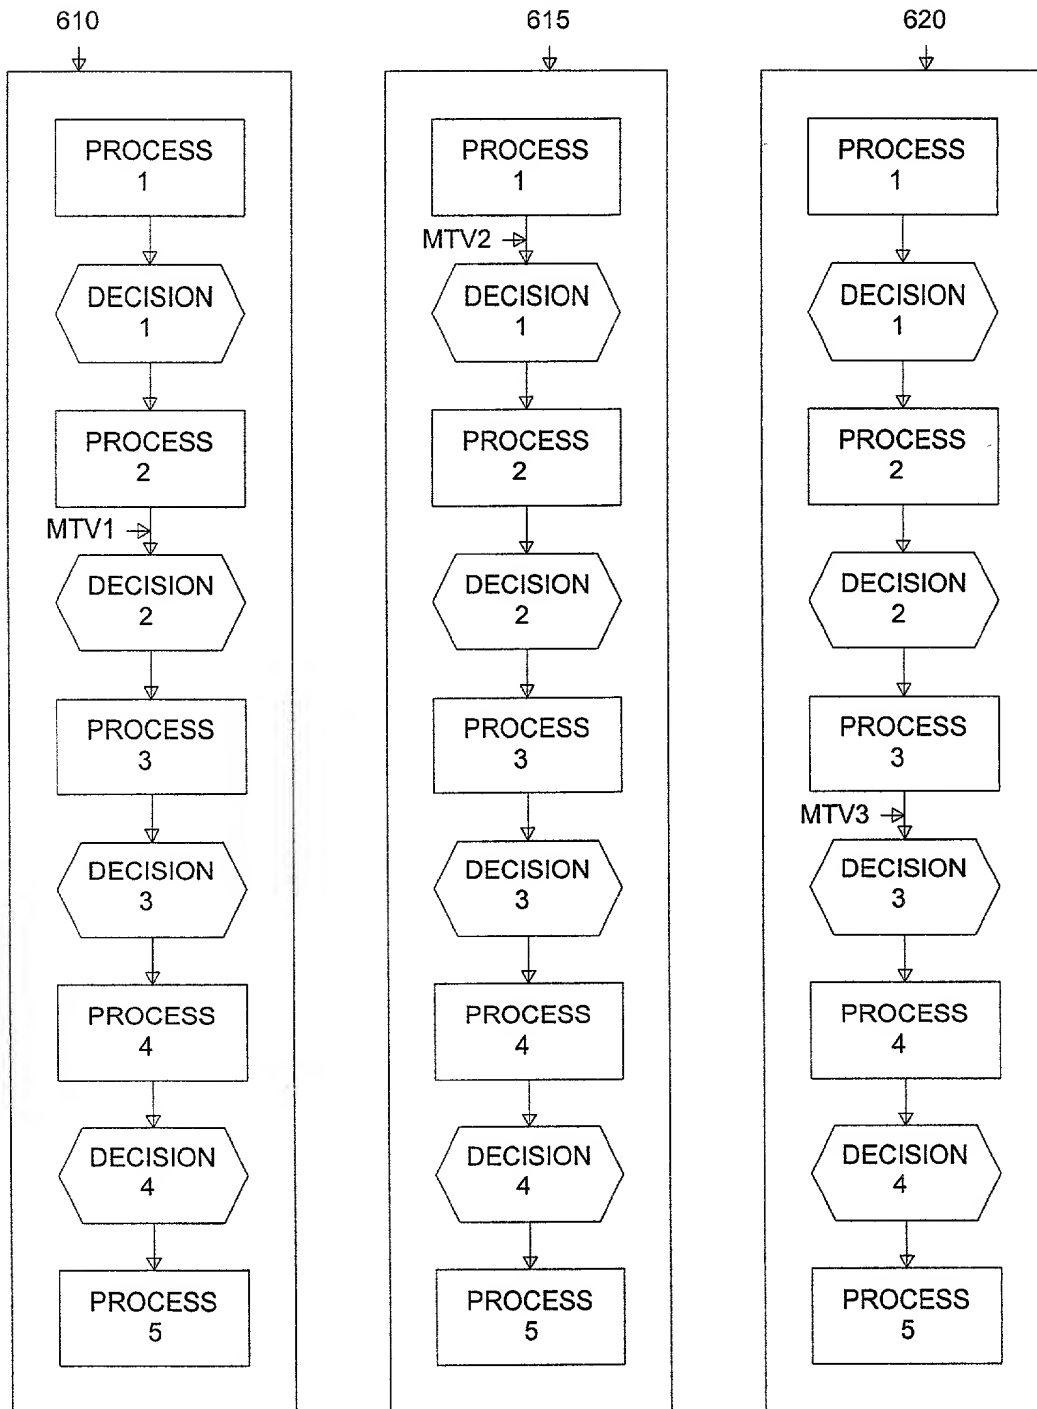 610
615
620
PROCESS
1
PROCESS
1
PROCESS
1
MTV2
DECISION
1
DECISION
1
DECISION
1
PROCESS
2
PROCESS
2
PROCESS
2
MTV1
DECISION
2
DECISION
2
DECISION
2
PROCESS
3
PROCESS
3
PROCESS
3
MTV3
DECISION
3
DECISION
3
DECISION
3
PROCESS
4
PROCESS
4
PROCESS
4
DECISION
4
DECISION
4
DECISION
4
PROCESS
5
PROCESS
5
PROCESS
5